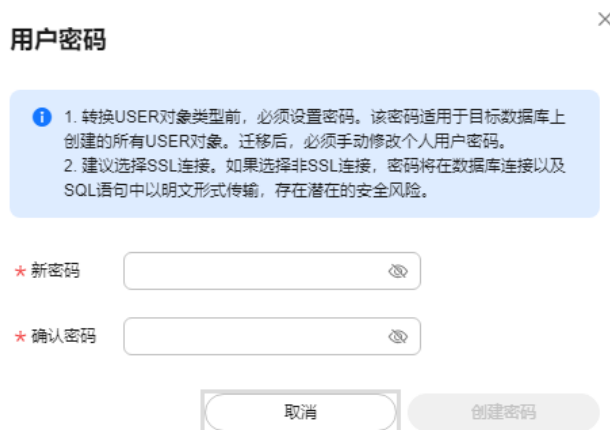 用户密码
1. 转换USER对象类型前，必须设置密码。该密码适用于目标数据库上
创建的所有USER对象。迁移后，必须手动修改个人用户密码。
2. 建议选择SSL连接。如果选择非SSL连接，密码将在数据库连接以及
SQL语句中以明文形式传输，存在潜在的安全风险。
* 新密码
* 确认密码
取消 创建密码